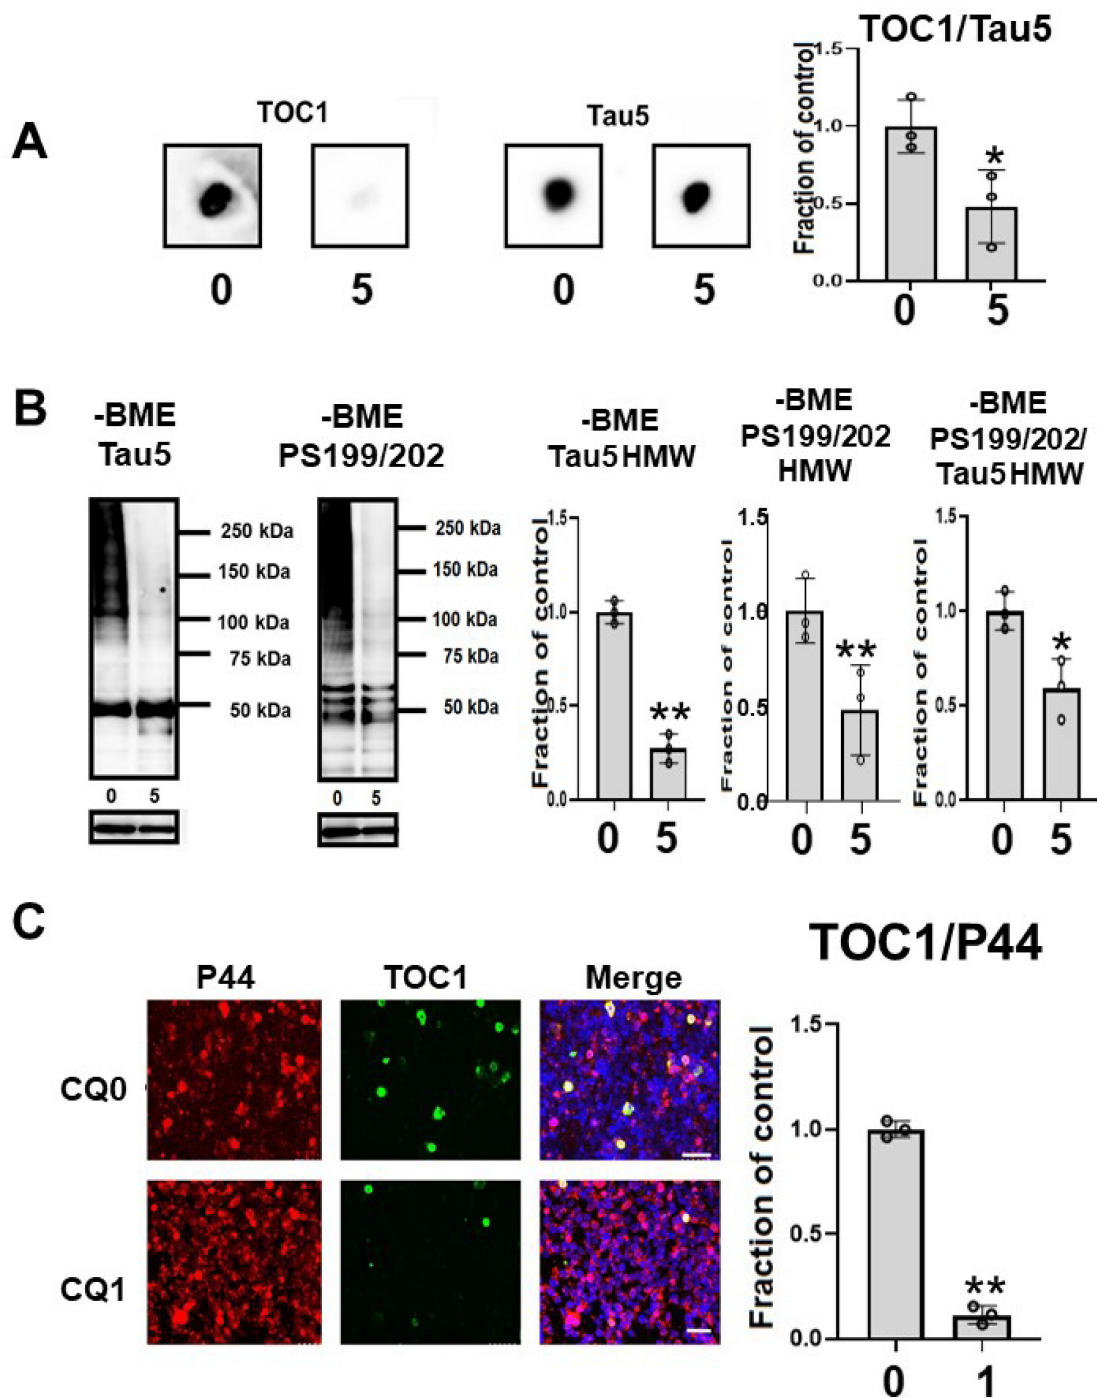 A
TOC1
Tau5
0
5
0
5
TOC1/Tau5
Fraction of control
1.5
1.0
0.5
0.0
*
0
5
B
-BME
Tau5
250 kDa
150 kDa
100 kDa
75 kDa
50 kDa
0
5
-BME
PS199/202
250 kDa
150 kDa
100 kDa
75 kDa
50 kDa
0
5
-BME
Tau5HMW
Fraction of control
1.5
1.0
0.5
0.0
**
0
5
-BME
PS199/202
HMW
Fraction of control
1.5
1.0
0.5
0.0
**
0
5
-BME
PS199/202/
Tau5HMW
Fraction of control
1.5
1.0
0.5
0.0
*
0
5
C
P44
TOC1
Merge
CQ0
CQ1
TOC1/P44
Fraction of control
1.5
1.0
0.5
0.0
**
0
1